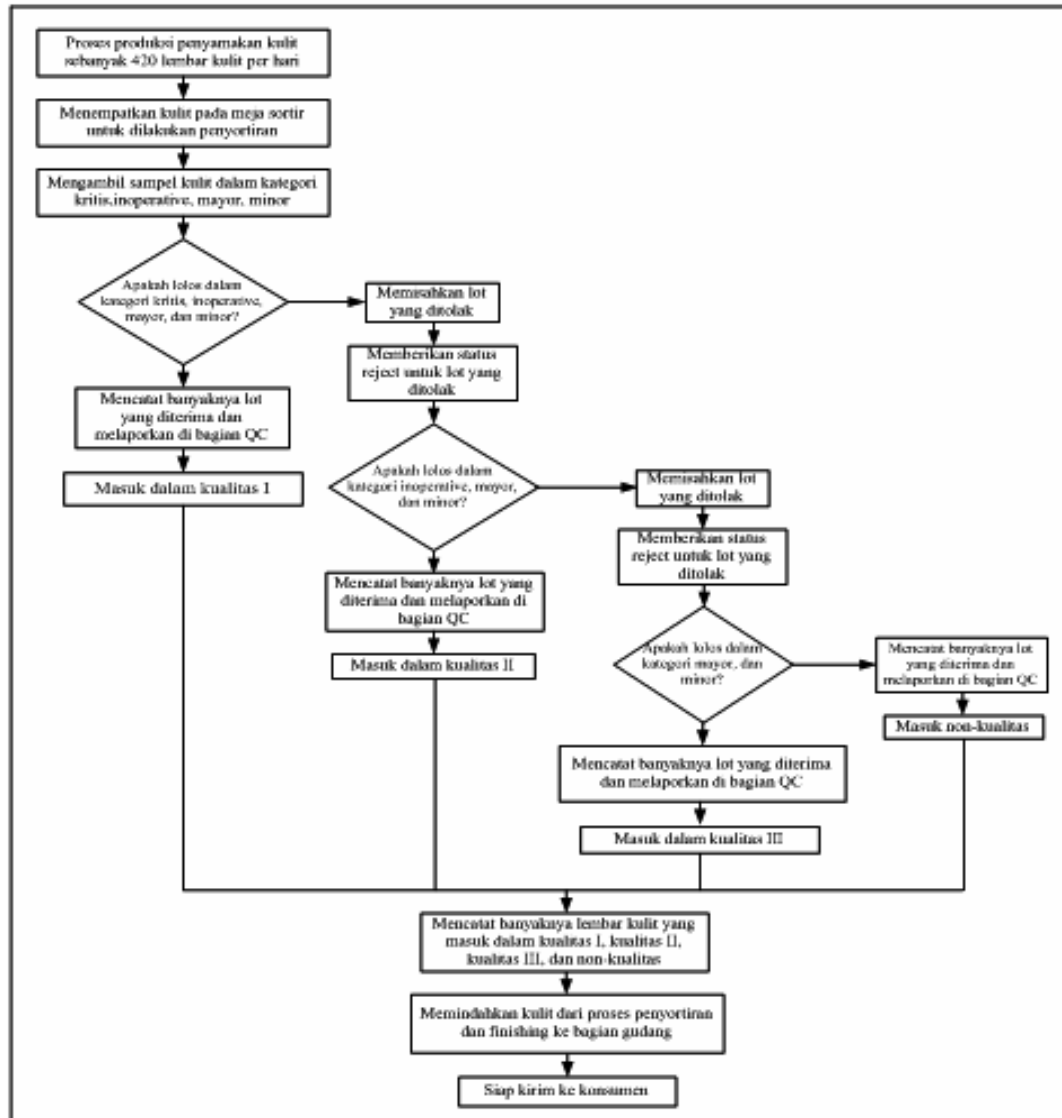 Proses produksi penyamakan kulit
sebanyak 420 lembar kulit per hari
Menempatkan kulit pada meja sortir
untuk dilakukan penyortiran
Mengambil sampel kulit dalam kategori
kritis,inoperative, mayor, minor
Apakah lolos dalam
kategori kritis, inoperative,
mayor, dan minor?
Memisahkan lot
yang ditolak
Memberikan status
reject untuk lot yang
ditolak
Mencatat banyaknya lot
yang diterima dan
melaporkan di bagian QC
Masuk dalam kualitas I
Apakah lolos dalam
kategori inoperative, mayor,
dan minor?
Memisahkan lot
yang ditolak
Memberikan status
reject untuk lot yang
ditolak
Mencatat banyaknya lot yang
diterima dan melaporkan di
bagian QC
Masuk dalam kualitas II
Apakah lolos dalam
kategori mayor, dan
minor?
Mencatat banyaknya lot
yang diterima dan
melaporkan di bagian QC
Masuk non-kualitas
Mencatat banyaknya lot yang diterima
dan melaporkan di bagian QC
Masuk dalam kualitas III
Mencatat banyaknya lembar kulit yang
masuk dalam kualitas I, kualitas II,
kualitas III, dan non-kualitas
Memindahkan kulit dari proses penyortiran
dan finishing ke bagian gudang
Siap kirim ke konsumen